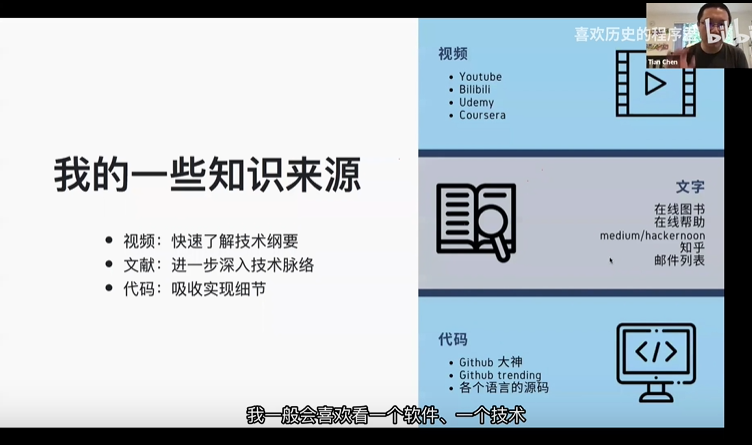 喜欢历史的程序员
bilibili
Tian Chen
我的一些知识来源
• 视频：快速了解技术纲要
• 文献：进一步深入技术脉络
• 代码：吸收实现细节
视频
• Youtube
• Bilibili
• Udemy
• Coursera
文字
在线图书
在线帮助
medium/hackernoon
知乎
邮件列表
代码
• Github 大神
• Github trending
• 各个语言的源码
我一般会喜欢看一个软件、一个技术